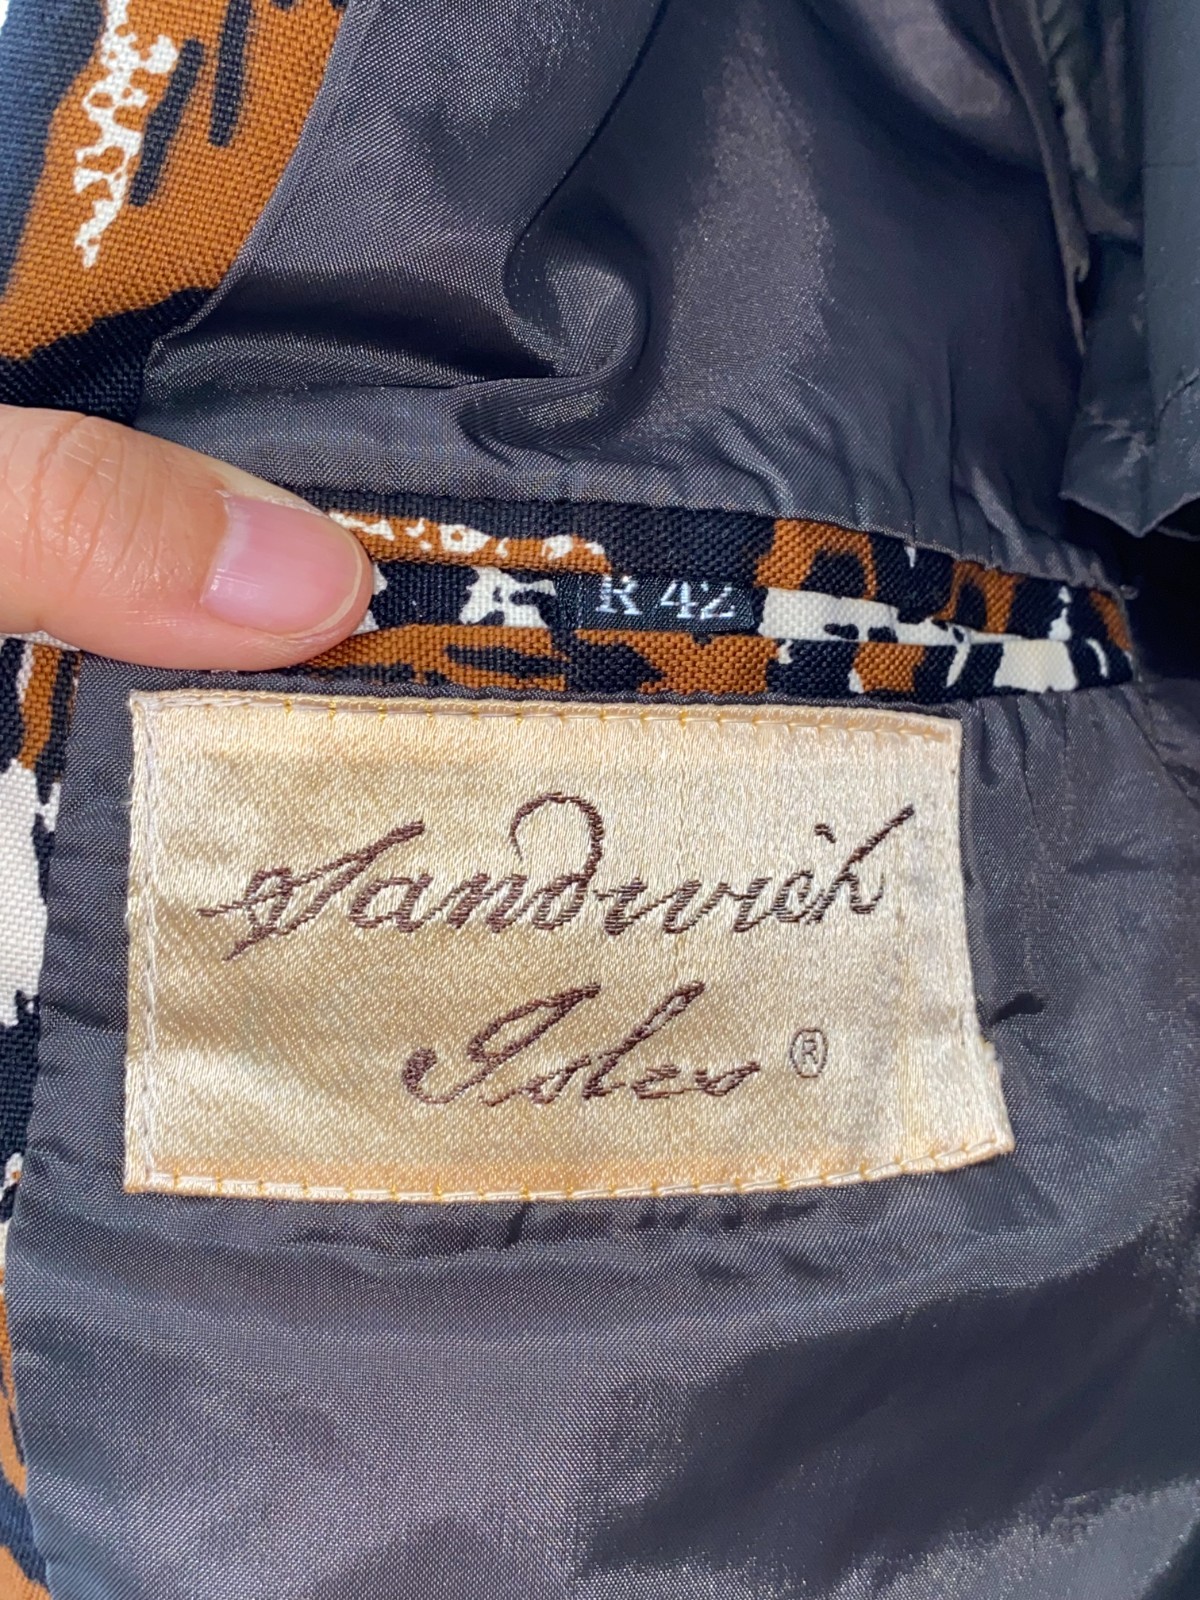 R 42
Sandwich
Isles ®